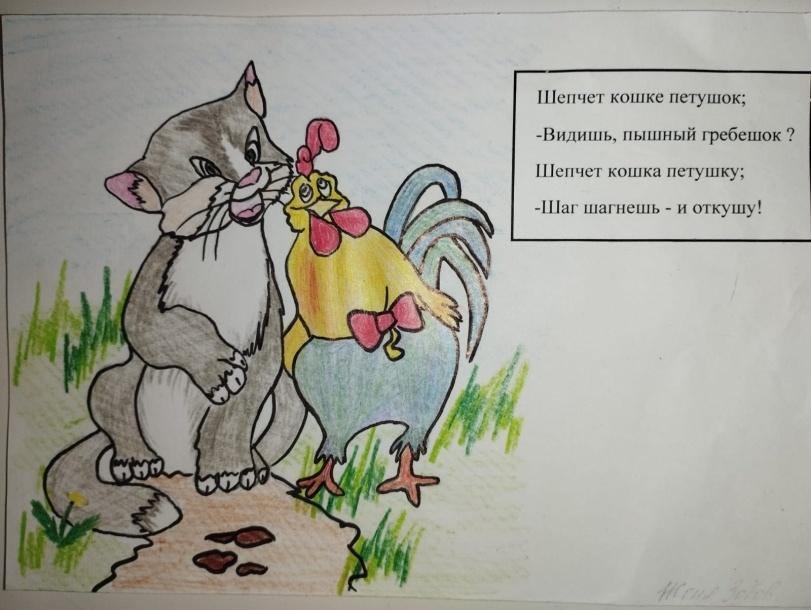 Шепчет кошке петушок;
-Видишь, пышный гребешок ?
Шепчет кошка петушку;
-Шаг шагнешь - и откушу!